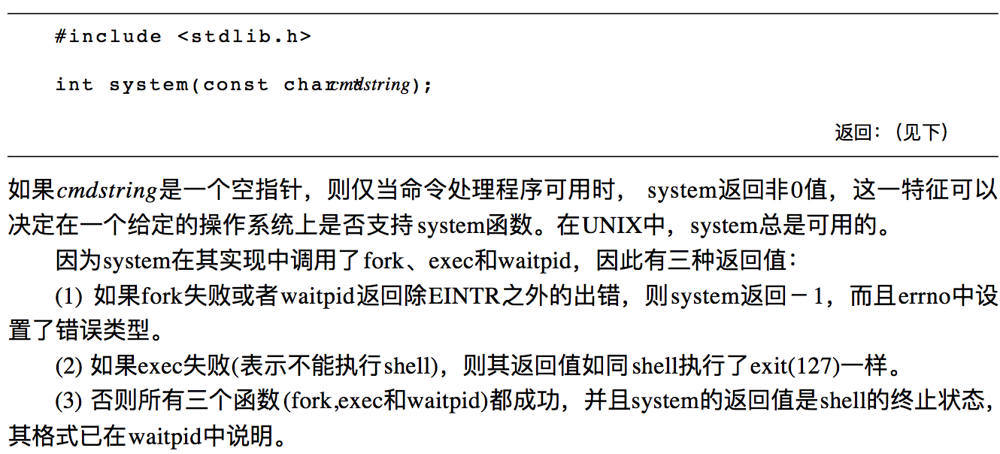 #include <stdlib.h>
int system(const char *cmdstring);
返回：（见下）
如果cmdstring是一个空指针，则仅当命令处理程序可用时， system返回非0值，这一特征可以
决定在一个给定的操作系统上是否支持system函数。在UNIX中，system总是可用的。
因为system在其实现中调用了fork、exec和waitpid，因此有三种返回值：
(1) 如果fork失败或者waitpid返回除EINTR之外的出错，则system返回－1，而且errno中设
置了错误类型。
(2) 如果exec失败(表示不能执行shell)，则其返回值如同shell执行了exit(127)一样。
(3) 否则所有三个函数(fork,exec和waitpid)都成功，并且system的返回值是shell的终止状态，
其格式已在waitpid中说明。